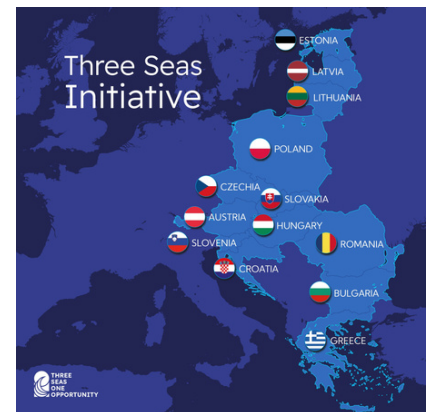 Three Seas
Initiative
ESTONIA
LATVIA
LITHUANIA
POLAND
CZECHIA
SLOVAKIA
AUSTRIA
HUNGARY
SLOVENIA
ROMANIA
CROATIA
BULGARIA
GREECE
THREE
SEAS
ONE
OPPORTUNITY